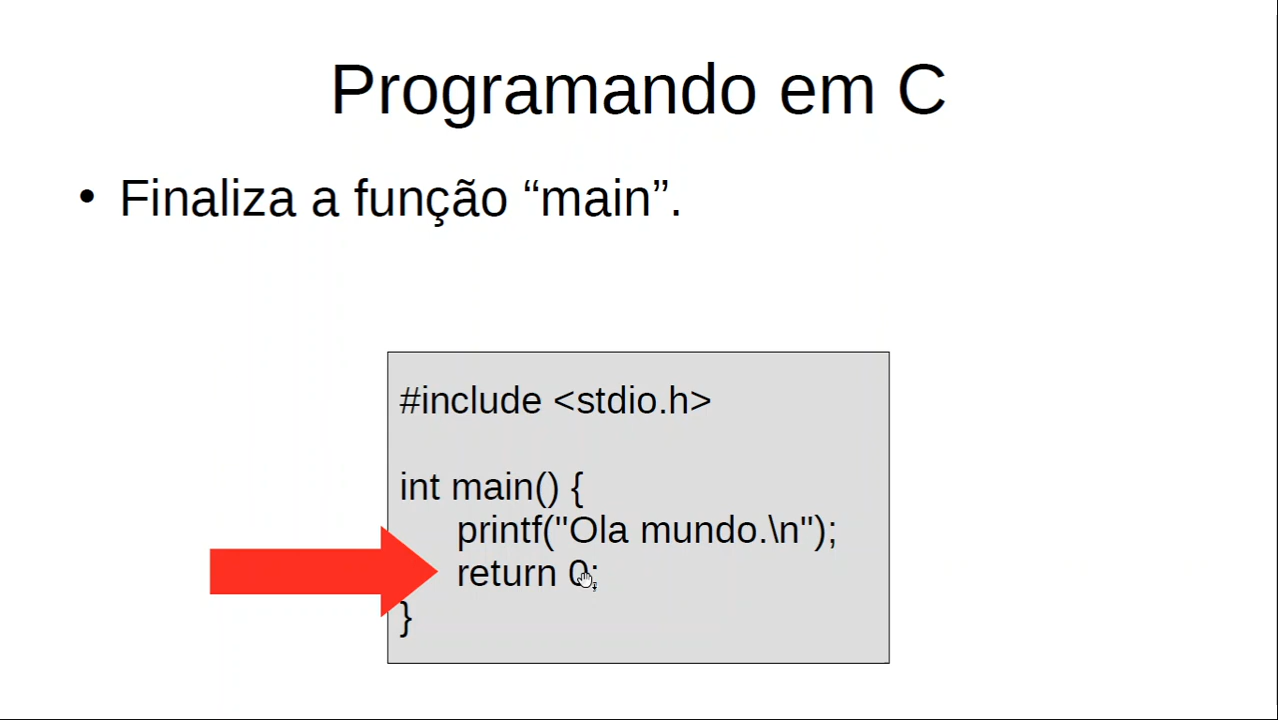 Programando em C
• Finaliza a função “main”.
#include <stdio.h>
int main() {
printf("Ola mundo.\n");
return 0;
}